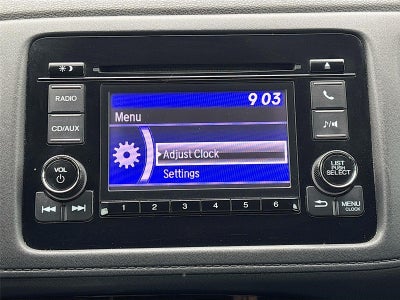 9 03
RADIO
Menu
CD/AUX
Adjust Clock
Settings
VOL
LIST
PUSH
SELECT
1 2 3 4 5 6
MENU
CLOCK